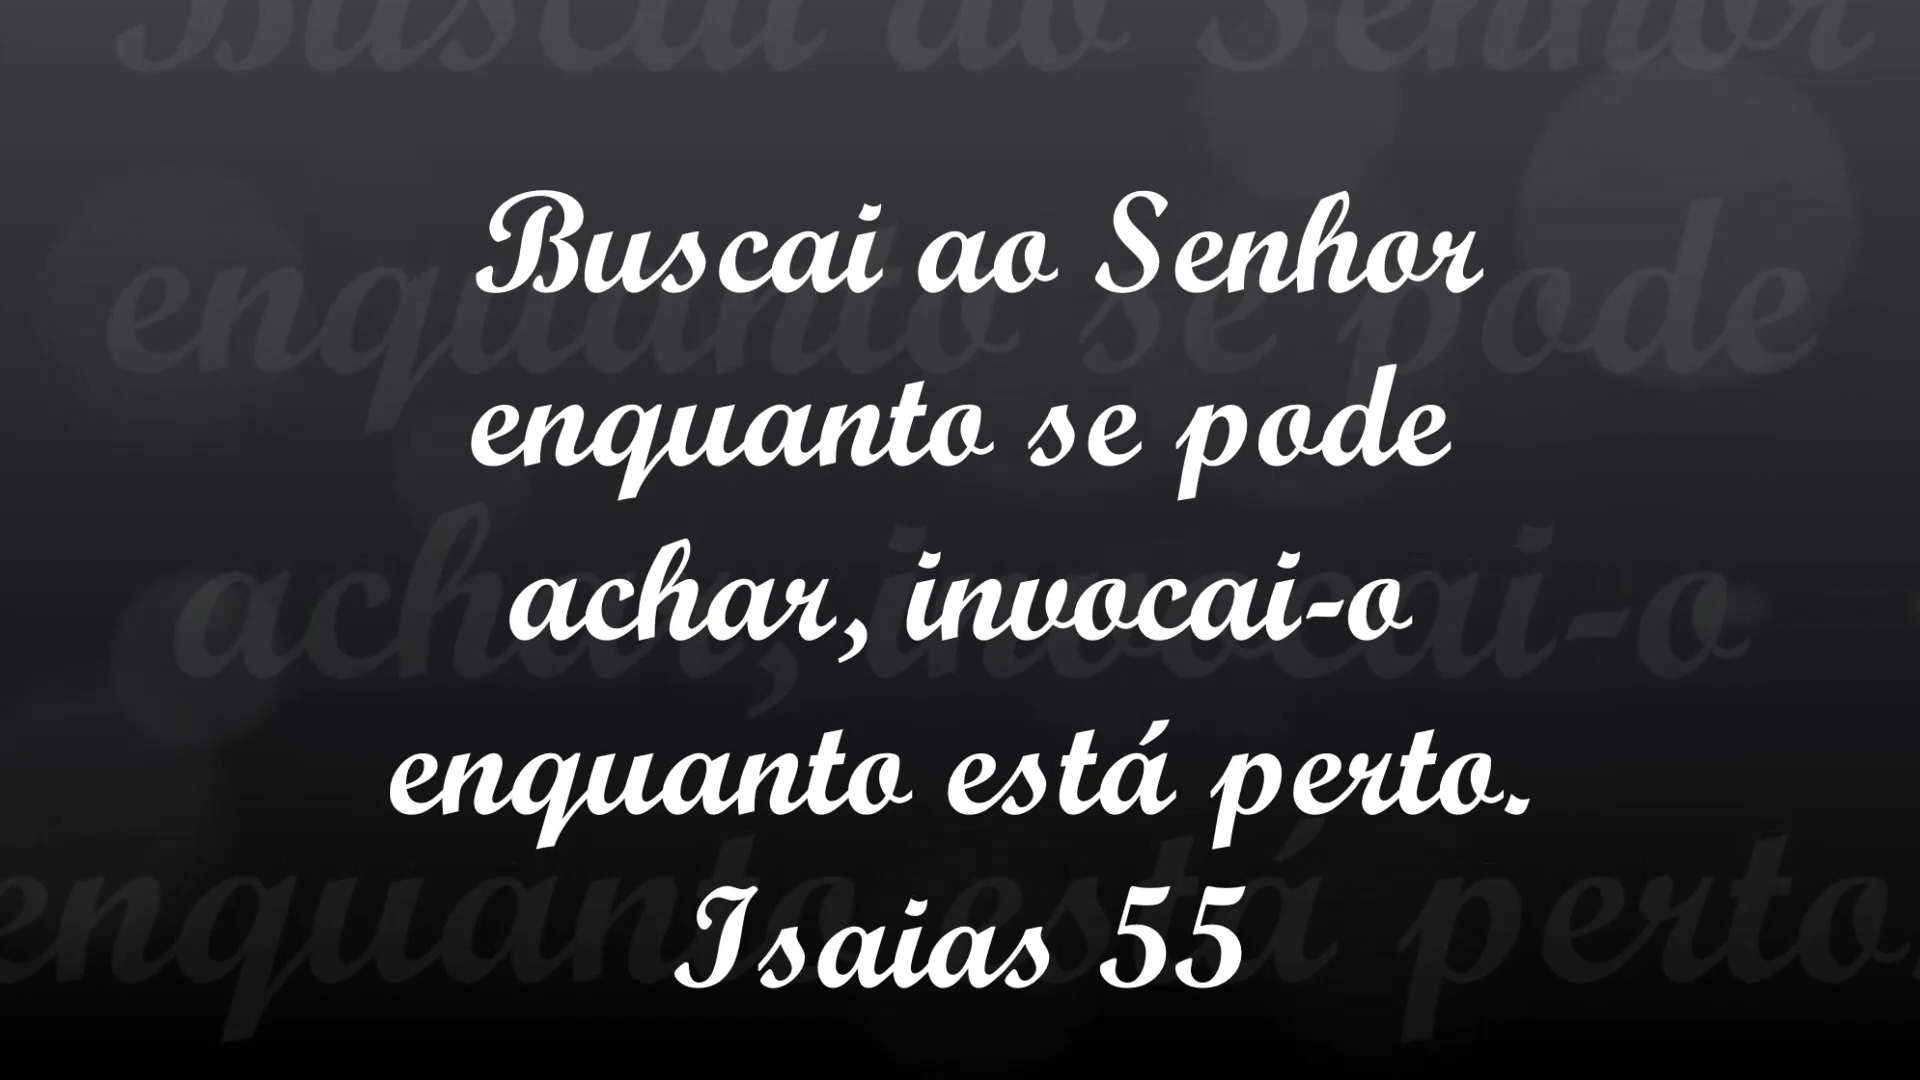 Buscai ao Senhor
enquanto se pode
achar, invocai-o
enquanto está perto.
Isaias 55